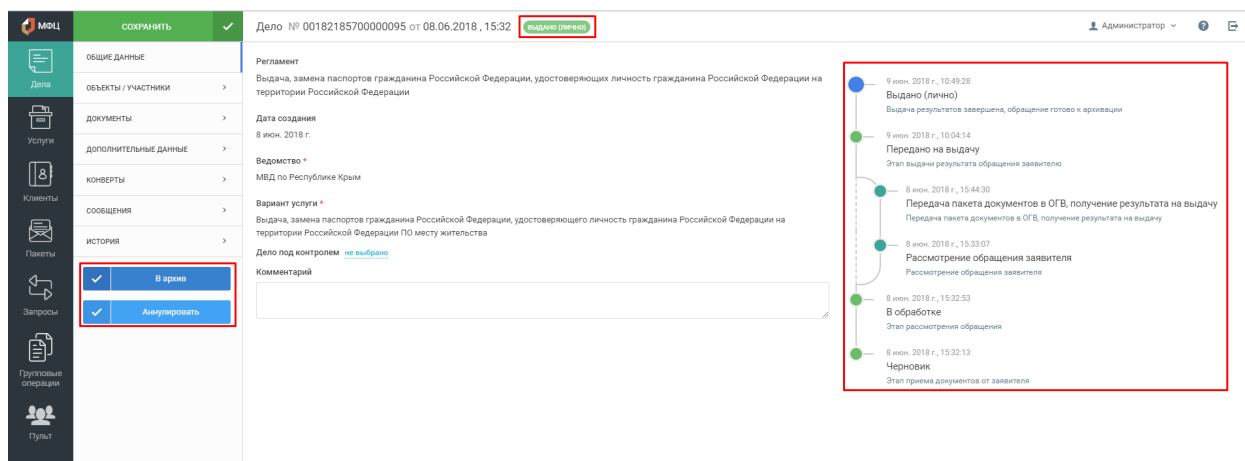 МФЦ
СОХРАНИТЬ
Дело № 00182185700000095 от 08.06.2018 , 15:32 ВЫДАНО (ЛИЧНО)
Администратор
Дела
Услуги
Клиенты
Пакеты
Запросы
Групповые
операции
Пульт
ОБЩИЕ ДАННЫЕ
ОБЪЕКТЫ / УЧАСТНИКИ
ДОКУМЕНТЫ
ДОПОЛНИТЕЛЬНЫЕ ДАННЫЕ
КОНВЕРТЫ
СООБЩЕНИЯ
ИСТОРИЯ
В архив
Аннулировать
Регламент
Выдача, замена паспортов гражданина Российской Федерации, удостоверяющих личность гражданина Российской Федерации на
территории Российской Федерации
Дата создания
8 июн. 2018 г.
Ведомство *
МВД по Республике Крым
Вариант услуги *
Выдача, замена паспортов гражданина Российской Федерации, удостоверяющего личность гражданина Российской Федерации на
территории Российской Федерации ПО месту жительства
Дело под контролем не выбрано
Комментарий
9 июн. 2018 г., 10:49:28
Выдано (лично)
Выдача результатов завершена, обращение готово к архивации
9 июн. 2018 г., 10:04:14
Передано на выдачу
Этап выдачи результата обращения заявителю
8 июн. 2018 г., 15:44:30
Передача пакета документов в ОГВ, получение результата на выдачу
Передача пакета документов в ОГВ, получение результата на выдачу
8 июн. 2018 г., 15:33:07
Рассмотрение обращения заявителя
Рассмотрение обращения заявителя
8 июн. 2018 г., 15:32:53
В обработке
Этап рассмотрения обращения
8 июн. 2018 г., 15:32:13
Черновик
Этап приема документов от заявителя